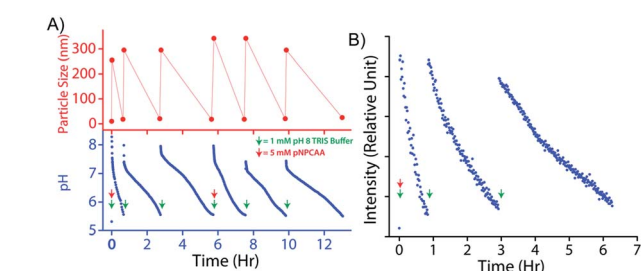 A)
Particle Size (nm)
300
200
100
0
↓= 1 mM pH 8 TRIS Buffer
↓= 5 mM pNPCAA
pH
8
7
6
5
0 2 4 6 8 10 12
Time (Hr)
B)
Intensity (Relative Unit)
0 1 2 3 4 5 6 7
Time (Hr)